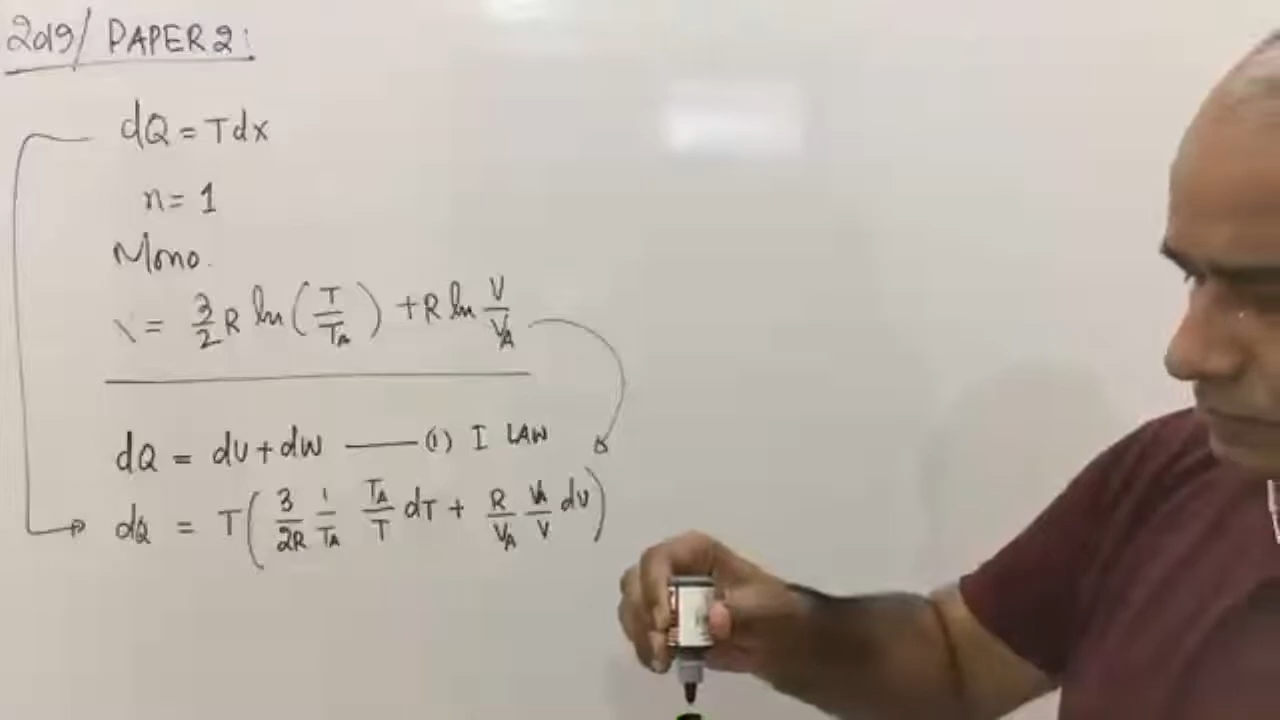 2019/ PAPER 2:
dQ = TdX
n = 1
Mono.
X = 3/2 R ln(T/T_A) + R ln V/V_A
dQ = dU + dW —— (1) I LAW
dQ = T(3/2R 1/T_A T_A/T dT + R/V_A V_A/V dV)